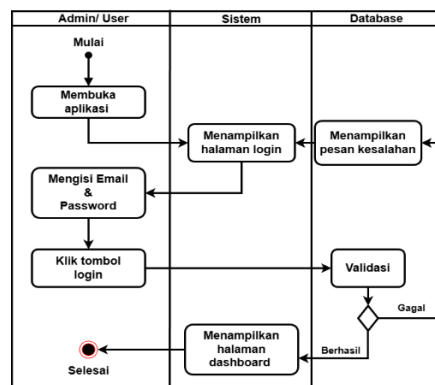 Admin/ User
Sistem
Database
Mulai
Membuka
aplikasi
Menampilkan
halaman login
Menampilkan
pesan kesalahan
Mengisi Email
&
Password
Klik tombol
login
Validasi
Gagal
Berhasil
Menampilkan
halaman
dashboard
Selesai